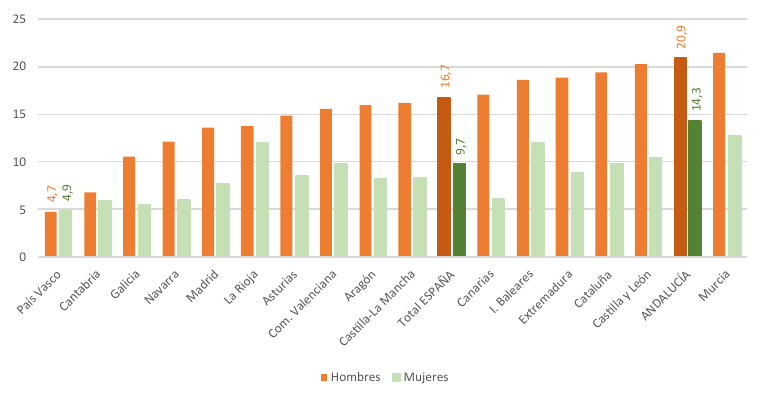 25
20
15
10
5
0
4,7
4,9
16,7
9,7
20,9
14,3
País Vasco
Cantabria
Galicia
Navarra
Madrid
La Rioja
Asturias
Com. Valenciana
Aragón
Castilla-La Mancha
Total ESPAÑA
Canarias
I. Baleares
Extremadura
Cataluña
Castilla y León
ANDALUCÍA
Murcia
Hombres
Mujeres